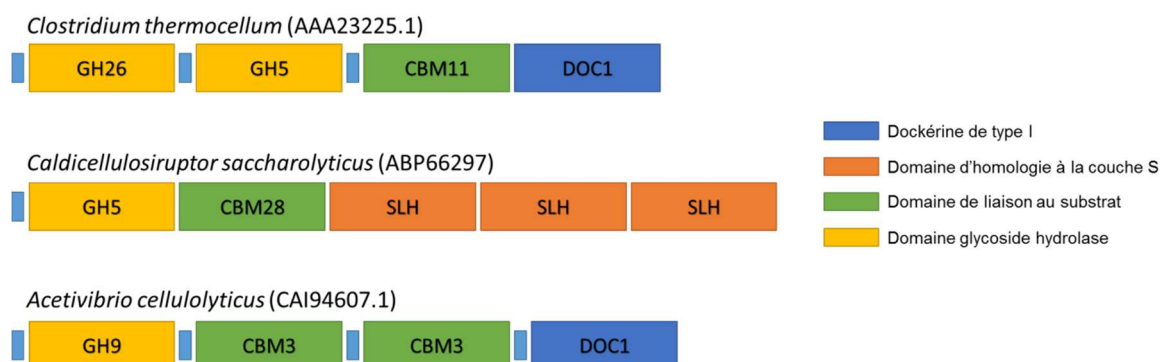 Clostridium thermocellum (AAA23225.1)
GH26 GH5 CBM11 DOC1
Caldicellulosiruptor saccharolyticus (ABP66297)
GH5 CBM28 SLH SLH SLH
Acetivibrio cellulolyticus (CAI94607.1)
GH9 CBM3 CBM3 DOC1
Dockérine de type I
Domaine d'homologie à la couche S
Domaine de liaison au substrat
Domaine glycoside hydrolase